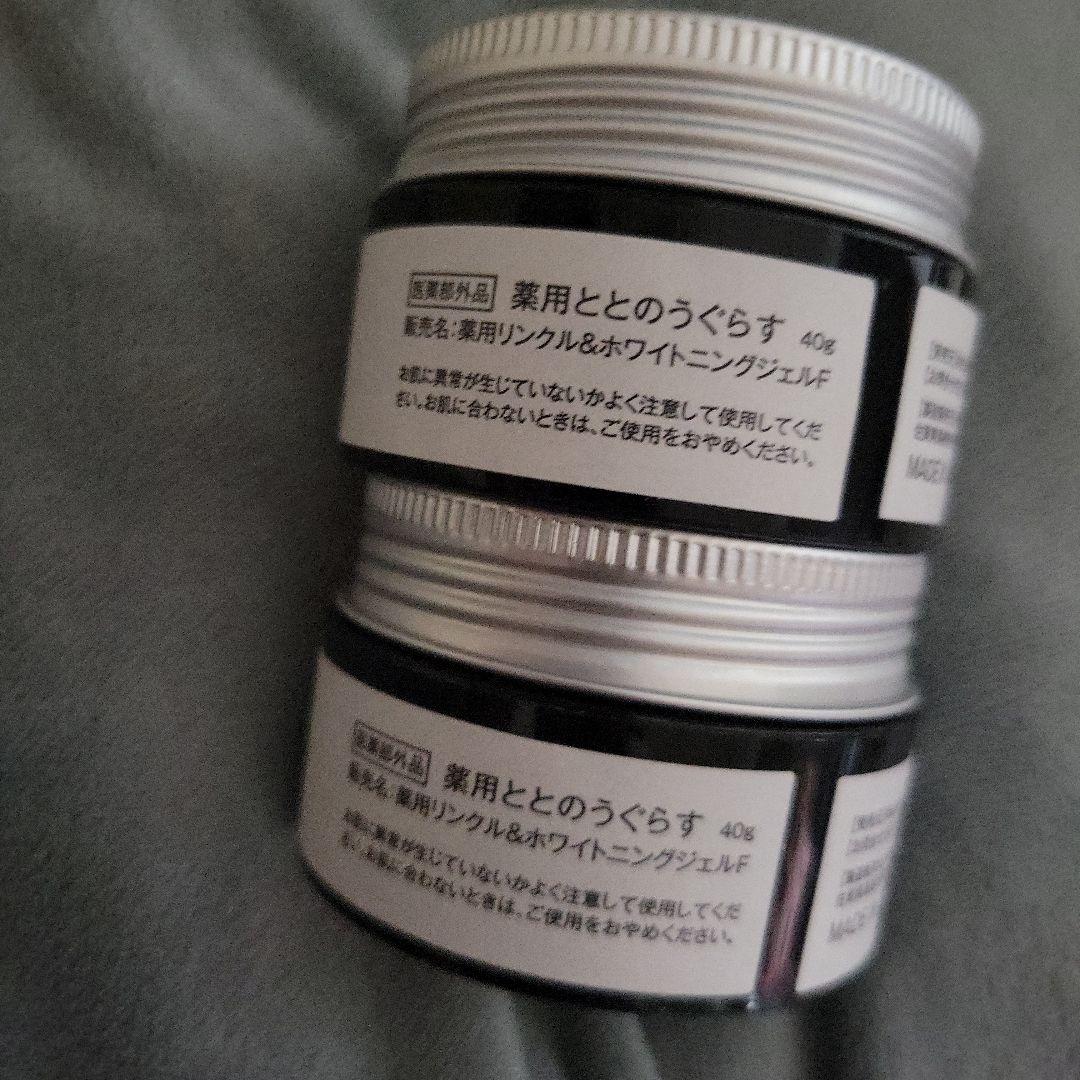 医薬部外品 薬用ととのうぐらす 40g
販売名:薬用リンクル&ホワイトニングジェルF
お肌に異常が生じていないかよく注意して使用してくだ
さい。お肌に合わないときは、ご使用をおやめください。
MADE
医薬部外品 薬用ととのうぐらす 40g
販売名:薬用リンクル&ホワイトニングジェルF
お肌に異常が生じていないかよく注意して使用してくだ
さい。お肌に合わないときは、ご使用をおやめください。
MADE